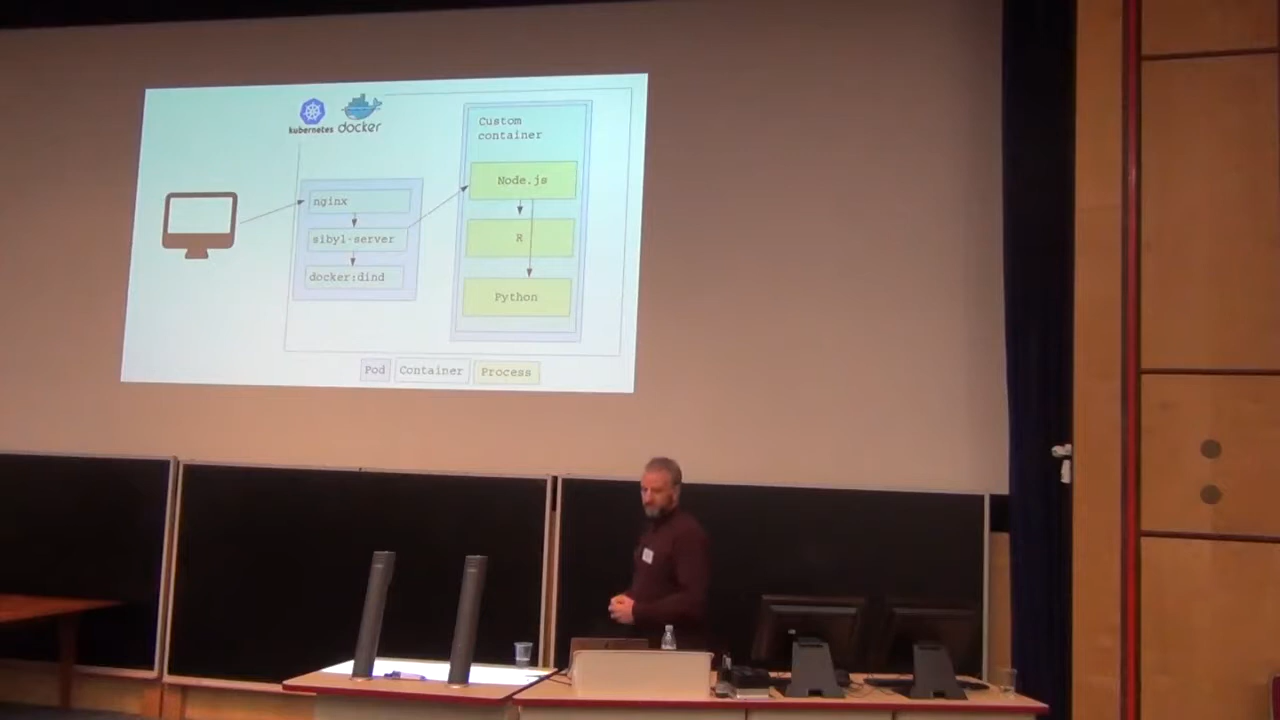 kubernetes
docker
nginx
sibyl-server
docker:dind
Custom
container
Node.js
R
Python
Pod
Container
Process